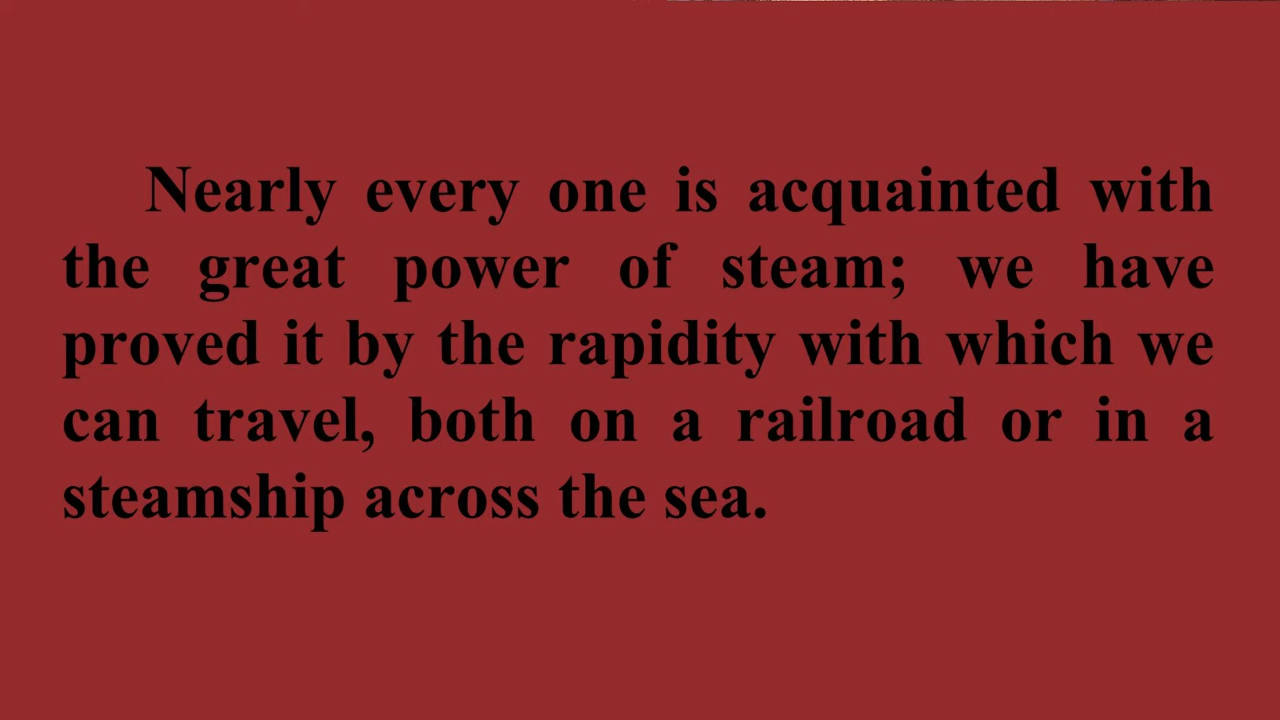 Nearly every one is acquainted with
the great power of steam; we have
proved it by the rapidity with which we
can travel, both on a railroad or in a
steamship across the sea.